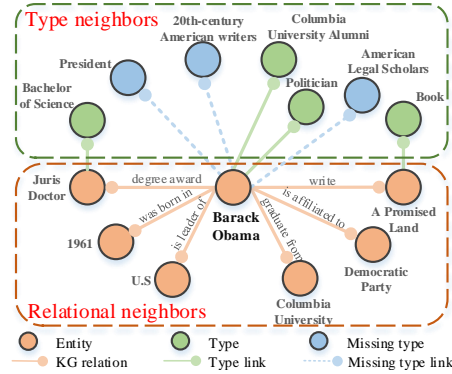 Type neighbors
20th-century
American writers
Columbia
University Alumni
President
American
Legal Scholars
Bachelor
of Science
Politician
Book
Juris
Doctor
degree award
write
was born in
is leader of
graduate from
is affiliated to
Barack
Obama
A Promised
Land
1961
U.S
Columbia
University
Democratic
Party
Relational neighbors
Entity
Type
Missing type
KG relation
Type link
Missing type link